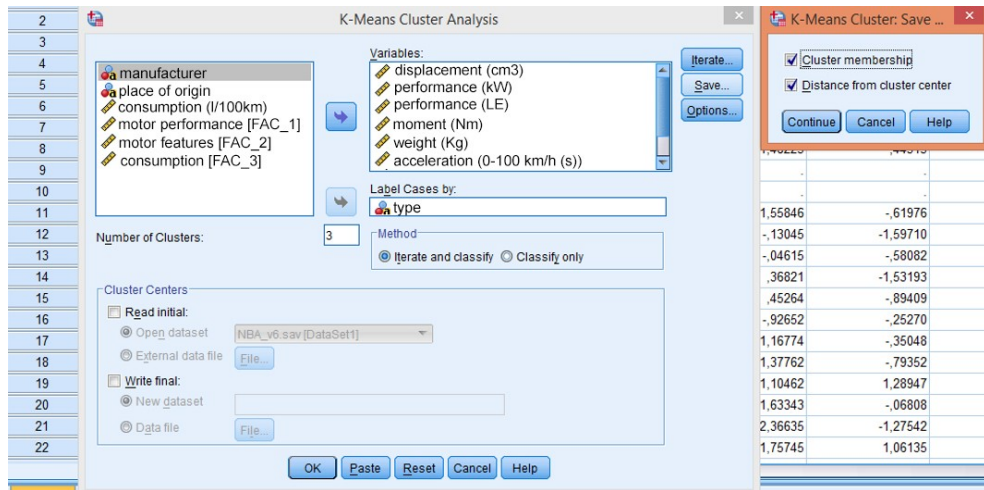 K-Means Cluster Analysis
Variables:
manufacturer
place of origin
consumption (l/100km)
motor performance [FAC_1]
motor features [FAC_2]
consumption [FAC_3]
displacement (cm3)
performance (kW)
performance (LE)
moment (Nm)
weight (Kg)
acceleration (0-100 km/h (s))
Iterate...
Save...
Options...
Label Cases by:
type
Number of Clusters: 3
Method
Iterate and classify Classify only
Cluster Centers
Read initial:
Open dataset NBA_v6.sav [DataSet1]
External data file File...
Write final:
New dataset
Data file File...
OK Paste Reset Cancel Help
K-Means Cluster: Save ...
Cluster membership
Distance from cluster center
Continue Cancel Help
2
3
4
5
6
7
8
9
10
11 1,55846 -,61976
12 -,13045 -1,59710
13 -,04615 -,58082
14 ,36821 -1,53193
15 ,45264 -,89409
16 -,92652 -,25270
17 1,16774 -,35048
18 1,37762 -,79352
19 1,10462 1,28947
20 1,63343 -,06808
21 2,36635 -1,27542
22 1,75745 1,06135